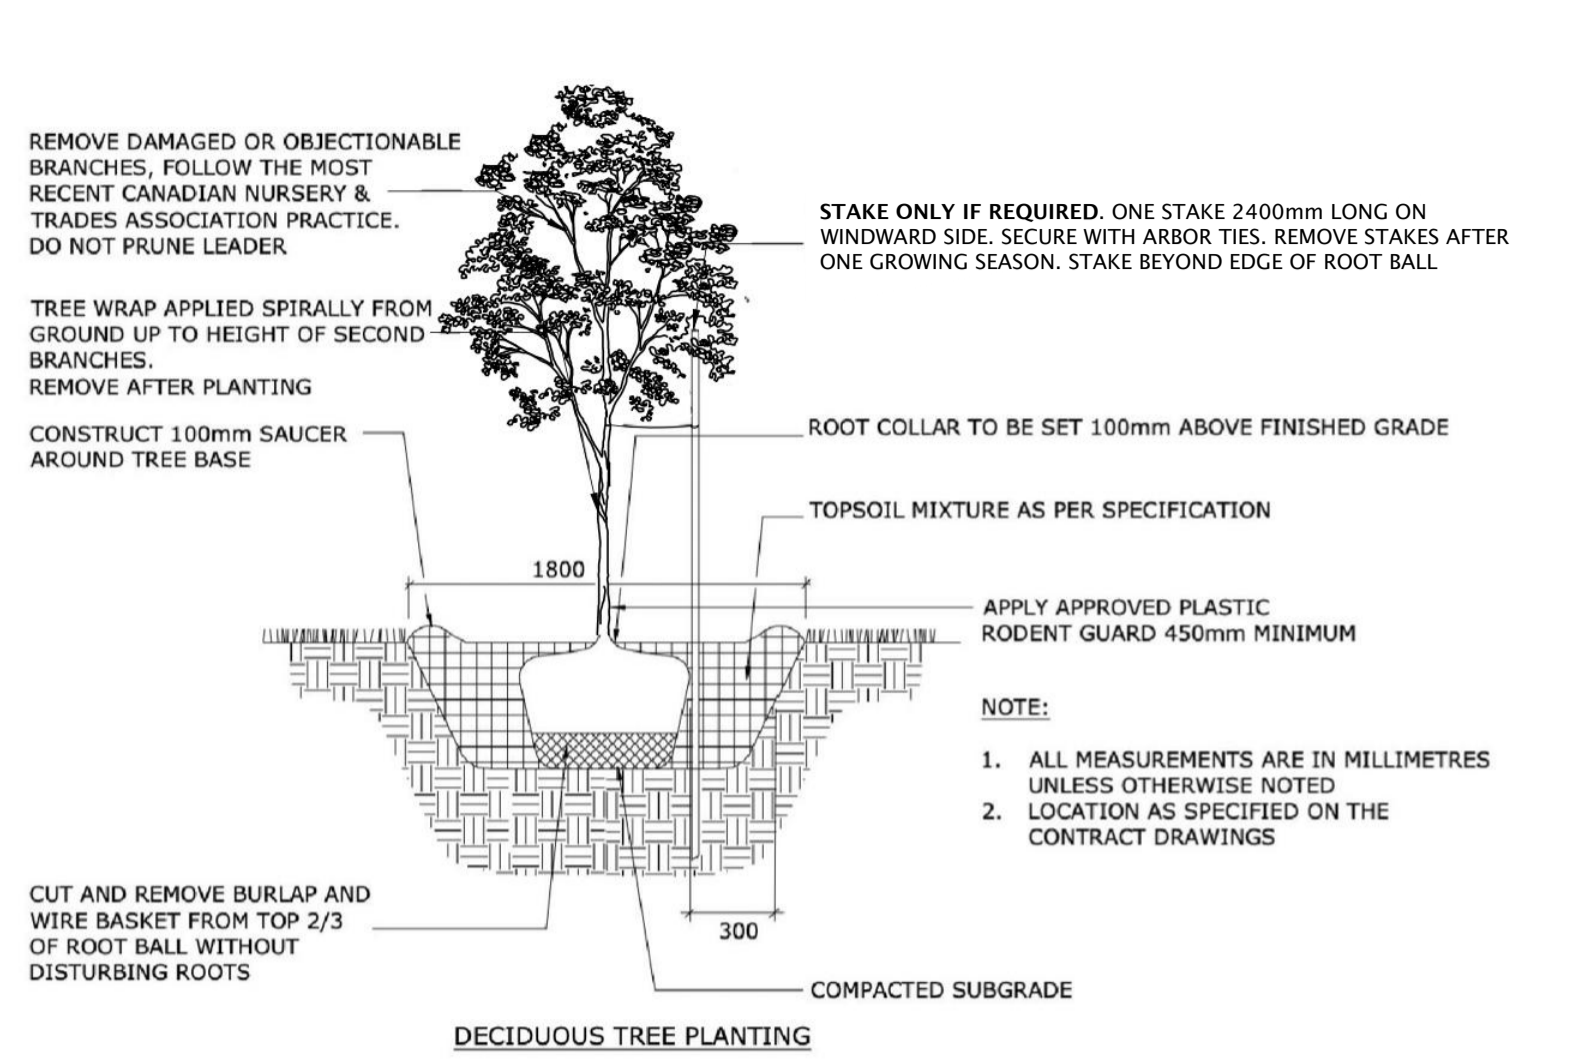 REMOVE DAMAGED OR OBJECTIONABLE
BRANCHES, FOLLOW THE MOST
RECENT CANADIAN NURSERY &
TRADES ASSOCIATION PRACTICE.
DO NOT PRUNE LEADER
STAKE ONLY IF REQUIRED. ONE STAKE 2400mm LONG ON
WINDWARD SIDE. SECURE WITH ARBOR TIES. REMOVE STAKES AFTER
ONE GROWING SEASON. STAKE BEYOND EDGE OF ROOT BALL
TREE WRAP APPLIED SPIRALLY FROM
GROUND UP TO HEIGHT OF SECOND
BRANCHES.
REMOVE AFTER PLANTING
CONSTRUCT 100mm SAUCER
AROUND TREE BASE
ROOT COLLAR TO BE SET 100mm ABOVE FINISHED GRADE
TOPSOIL MIXTURE AS PER SPECIFICATION
1800
APPLY APPROVED PLASTIC
RODENT GUARD 450mm MINIMUM
NOTE:
1. ALL MEASUREMENTS ARE IN MILLIMETRES
UNLESS OTHERWISE NOTED
2. LOCATION AS SPECIFIED ON THE
CONTRACT DRAWINGS
CUT AND REMOVE BURLAP AND
WIRE BASKET FROM TOP 2/3
OF ROOT BALL WITHOUT
DISTURBING ROOTS
300
COMPACTED SUBGRADE
DECIDUOUS TREE PLANTING